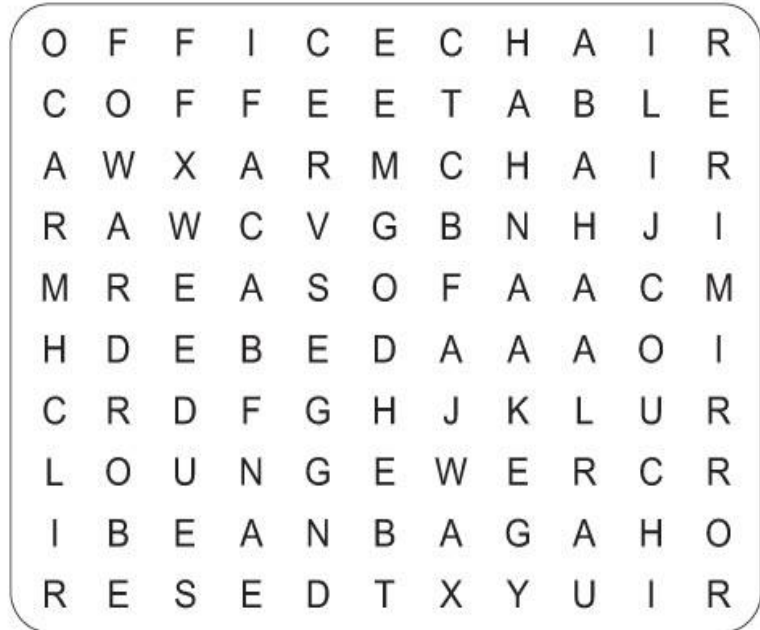 O F F I C E C H A I R
C O F F E E T A B L E
A W X A R M C H A I R
R A W C V G B N H J I
M R E A S O F A A C M
H D E B E D A A A O I
C R D F G H J K L U R
L O U N G E W E R C R
I B E A N B A G A H O
R E S E D T X Y U I R